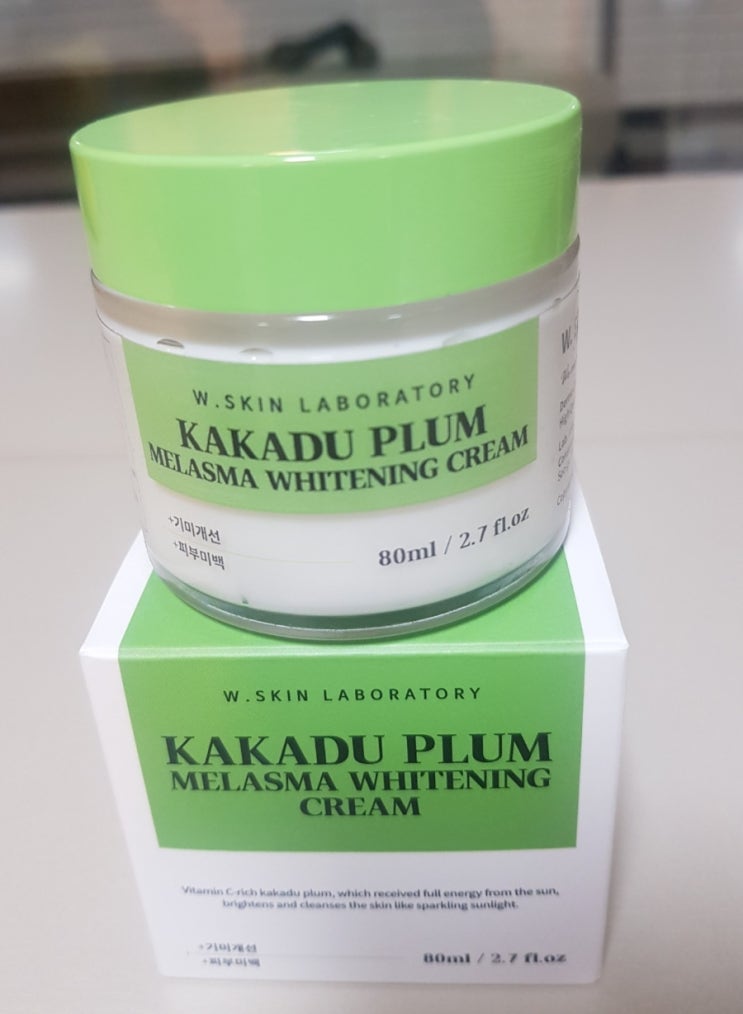 W.SKIN LABORATORY
KAKADU PLUM
MELASMA WHITENING CREAM
+기미개선
+피부미백
80ml / 2.7 fl.oz
W.SKIN LABORATORY
KAKADU PLUM
MELASMA WHITENING
CREAM
Vitamin C-rich kakadu plum, which received full energy from the sun,
brightens and cleanses the skin like sparkling sunlight.
+기미개선
+피부미백
80ml / 2.7 fl.oz